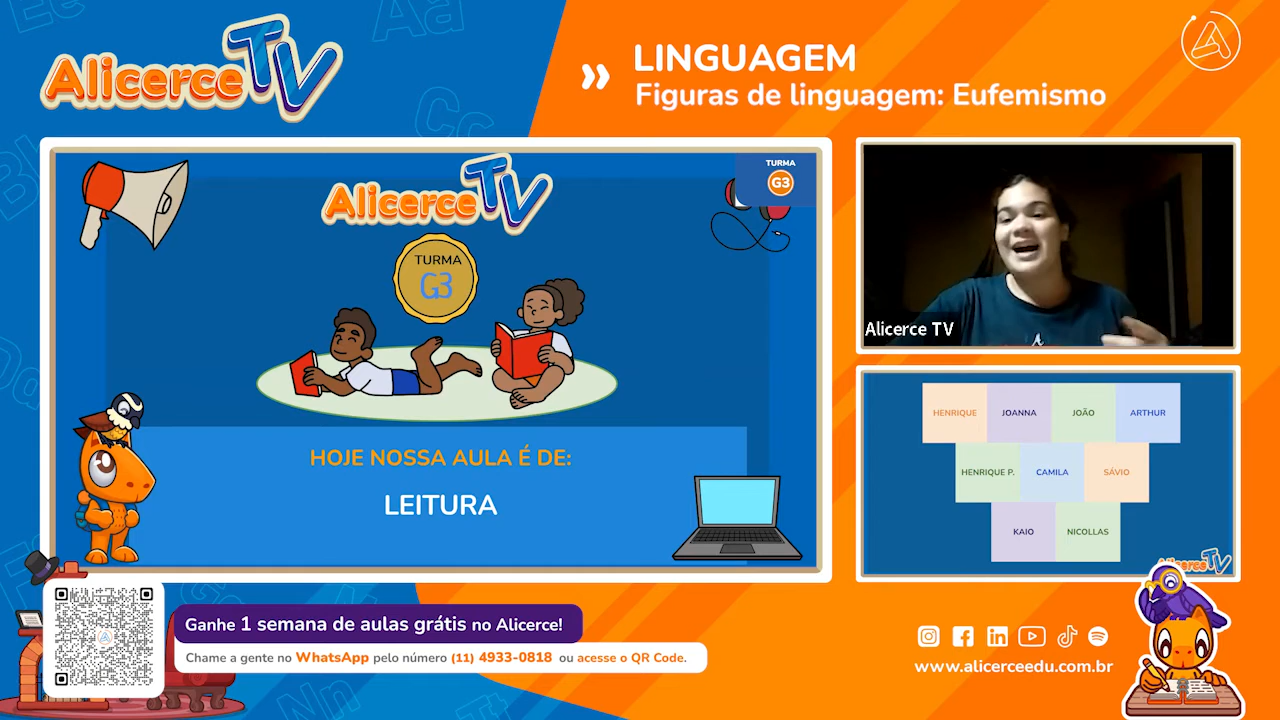 Alicerce TV
LINGUAGEM
Figuras de linguagem: Eufemismo
Alicerce TV
TURMA
G3
TURMA
G3
HOJE NOSSA AULA É DE:
LEITURA
Alicerce TV
HENRIQUE JOANNA JOÃO ARTHUR
HENRIQUE P. CAMILA SÁVIO
KAIO NICOLLAS
Alicerce TV
Ganhe 1 semana de aulas grátis no Alicerce!
Chame a gente no WhatsApp pelo número (11) 4933-0818 ou acesse o QR Code.
www.alicerceedu.com.br